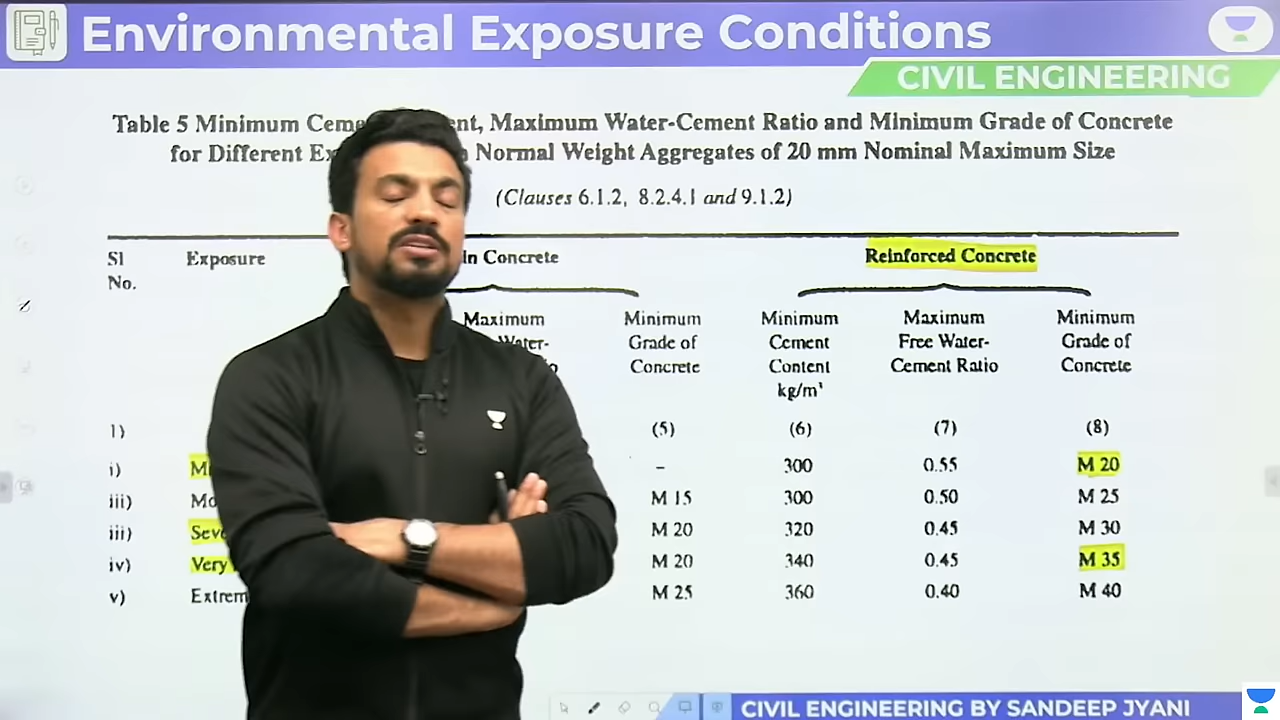 Environmental Exposure Conditions
CIVIL ENGINEERING
Table 5 Minimum Maximum Water-Cement Ratio and Minimum Grade of Concrete
for Different Normal Weight Aggregates of 20 mm Nominal Maximum Size
(Clauses 6.1.2, 8.2.4.1 and 9.1.2)
Sl Exposure Concrete Reinforced Concrete
No.
Maximum Minimum Minimum Maximum Minimum
Water- Grade of Cement Free Water- Grade of
Concrete Content Cement Ratio Concrete
kg/m³
1) (5) (6) (7) (8)
i) – 300 0.55 M 20
iii) M 15 300 0.50 M 25
iii) M 20 320 0.45 M 30
iv) Very M 20 340 0.45 M 35
v) M 25 360 0.40 M 40
CIVIL ENGINEERING BY SANDEEP JYANI